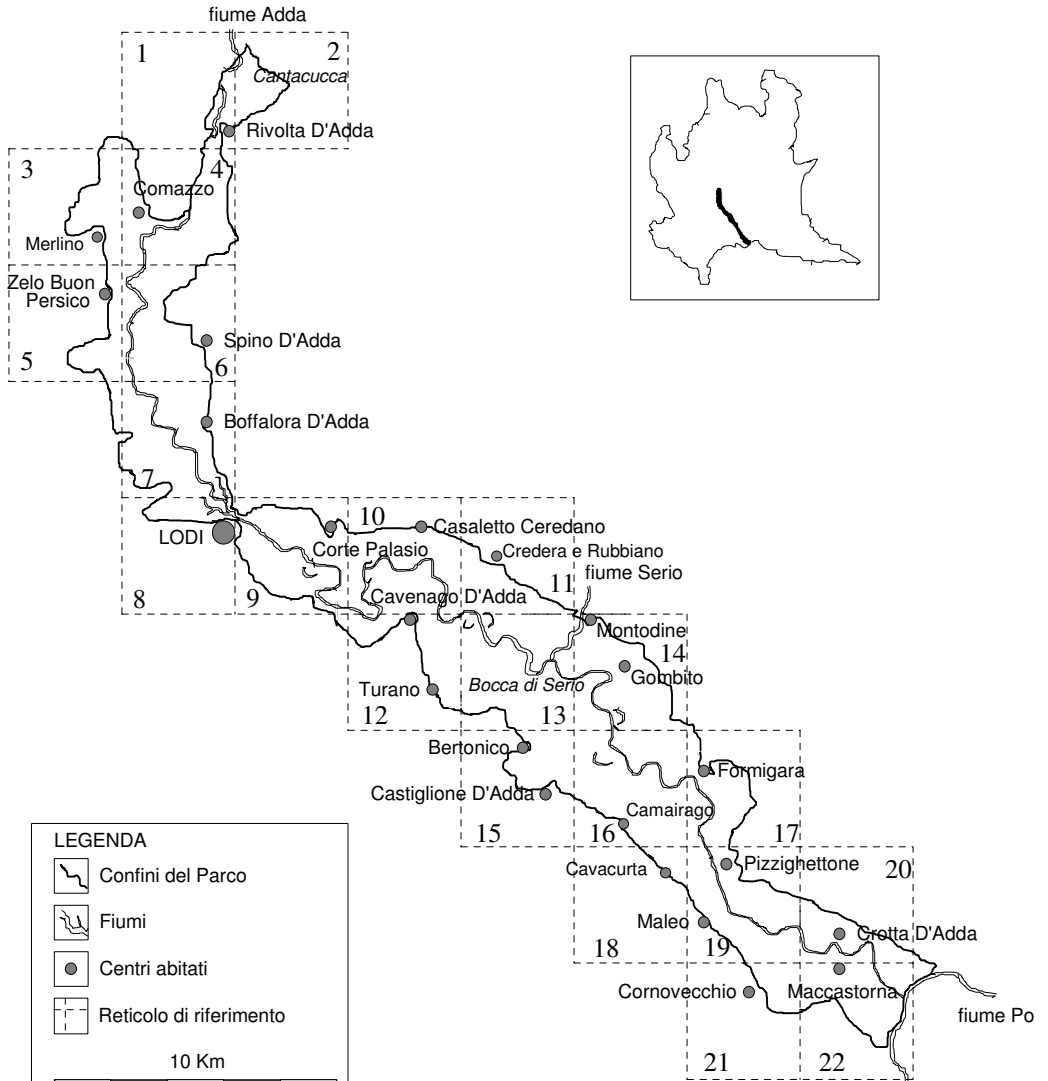 fiume Adda
1
2
Cantacucca
Rivolta D'Adda
3
4
Comazzo
Merlino
Zelo Buon
Persico
5
6
Spino D'Adda
Boffalora D'Adda
7
LODI
8
9
10
Corte Palasio
Casaletto Ceredano
Credera e Rubbiano
11
fiume Serio
Cavenago D'Adda
Montodine
14
Gombito
Turano
Bocca di Serio
12
13
Bertonico
Formigara
Castiglione D'Adda
Camairago
15
16
17
Cavacurta
Pizzighettone
20
Maleo
Crotta D'Adda
18
19
Cornovecchio
Maccastorna
fiume Po
21
22
LEGENDA
Confini del Parco
Fiumi
Centri abitati
Reticolo di riferimento
10 Km